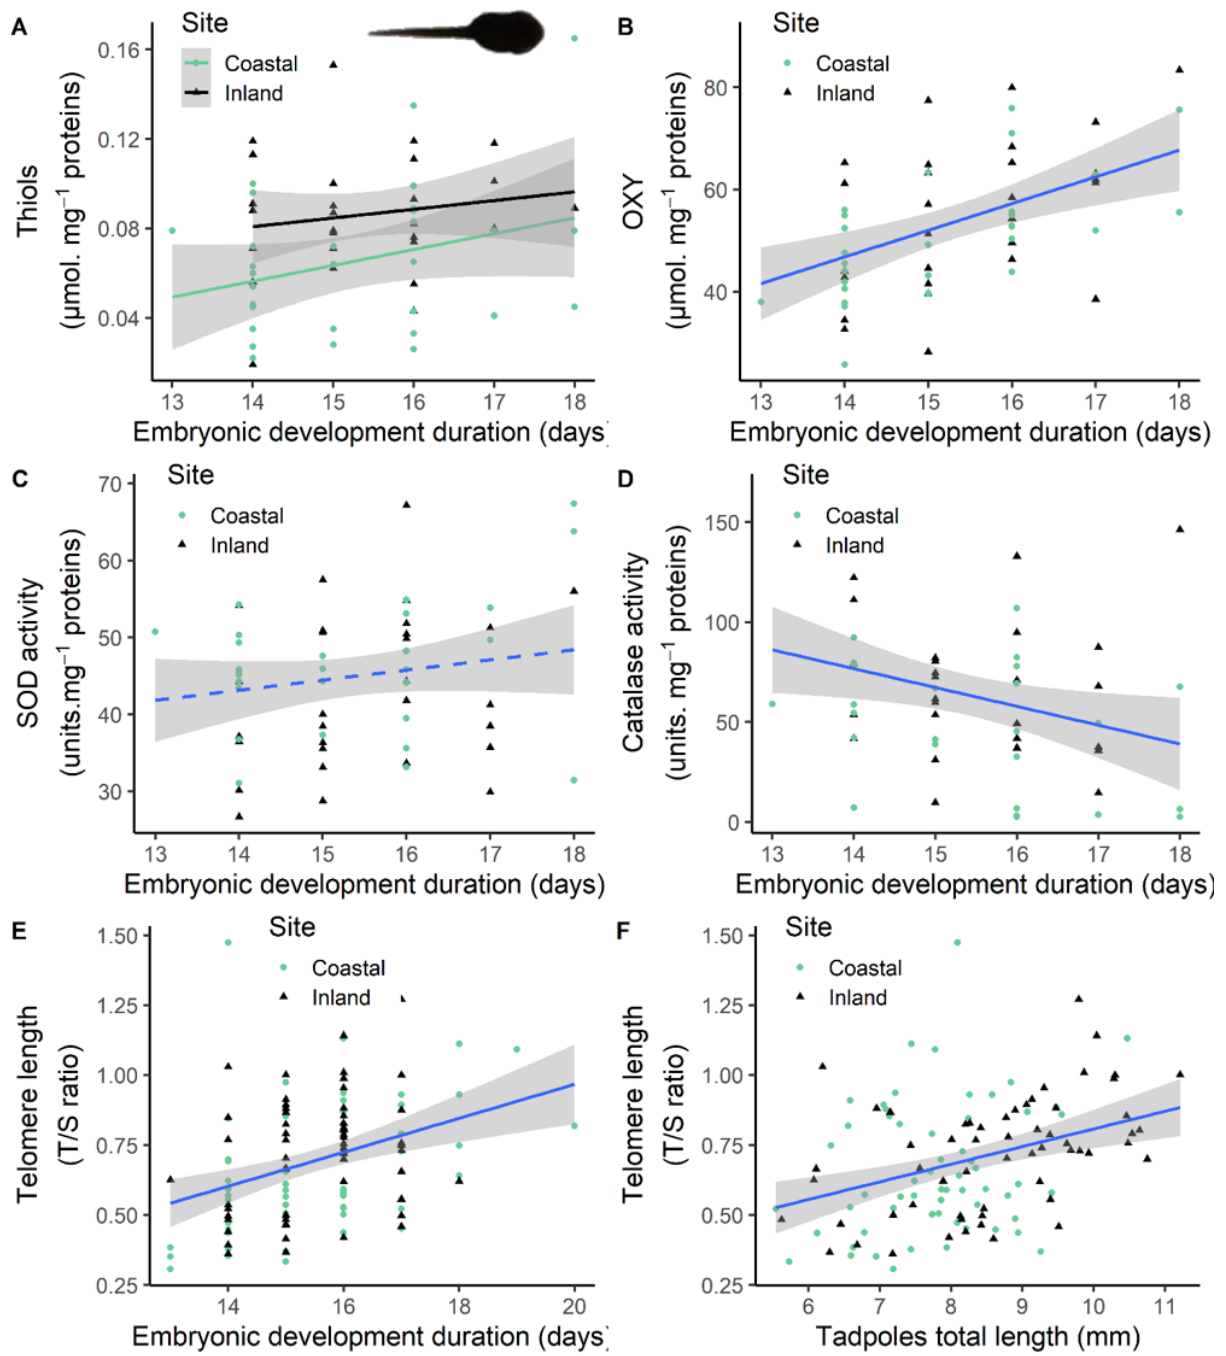 A
Site
Coastal
Inland
0.16
0.12
0.08
0.04
Thiols
(µmol. mg⁻¹ proteins)
13 14 15 16 17 18
Embryonic development duration (days)
B
Site
Coastal
Inland
80
60
40
OXY
(µmol. mg⁻¹ proteins)
13 14 15 16 17 18
Embryonic development duration (days)
C
Site
Coastal
Inland
70
60
50
40
30
SOD activity
(units.mg⁻¹ proteins)
13 14 15 16 17 18
Embryonic development duration (days)
D
Site
Coastal
Inland
150
100
50
0
Catalase activity
(units. mg⁻¹ proteins)
13 14 15 16 17 18
Embryonic development duration (days)
E
Site
Coastal
Inland
1.50
1.25
1.00
0.75
0.50
0.25
Telomere length
(T/S ratio)
14 16 18 20
Embryonic development duration (days)
F
Site
Coastal
Inland
1.50
1.25
1.00
0.75
0.50
0.25
Telomere length
(T/S ratio)
6 7 8 9 10 11
Tadpoles total length (mm)